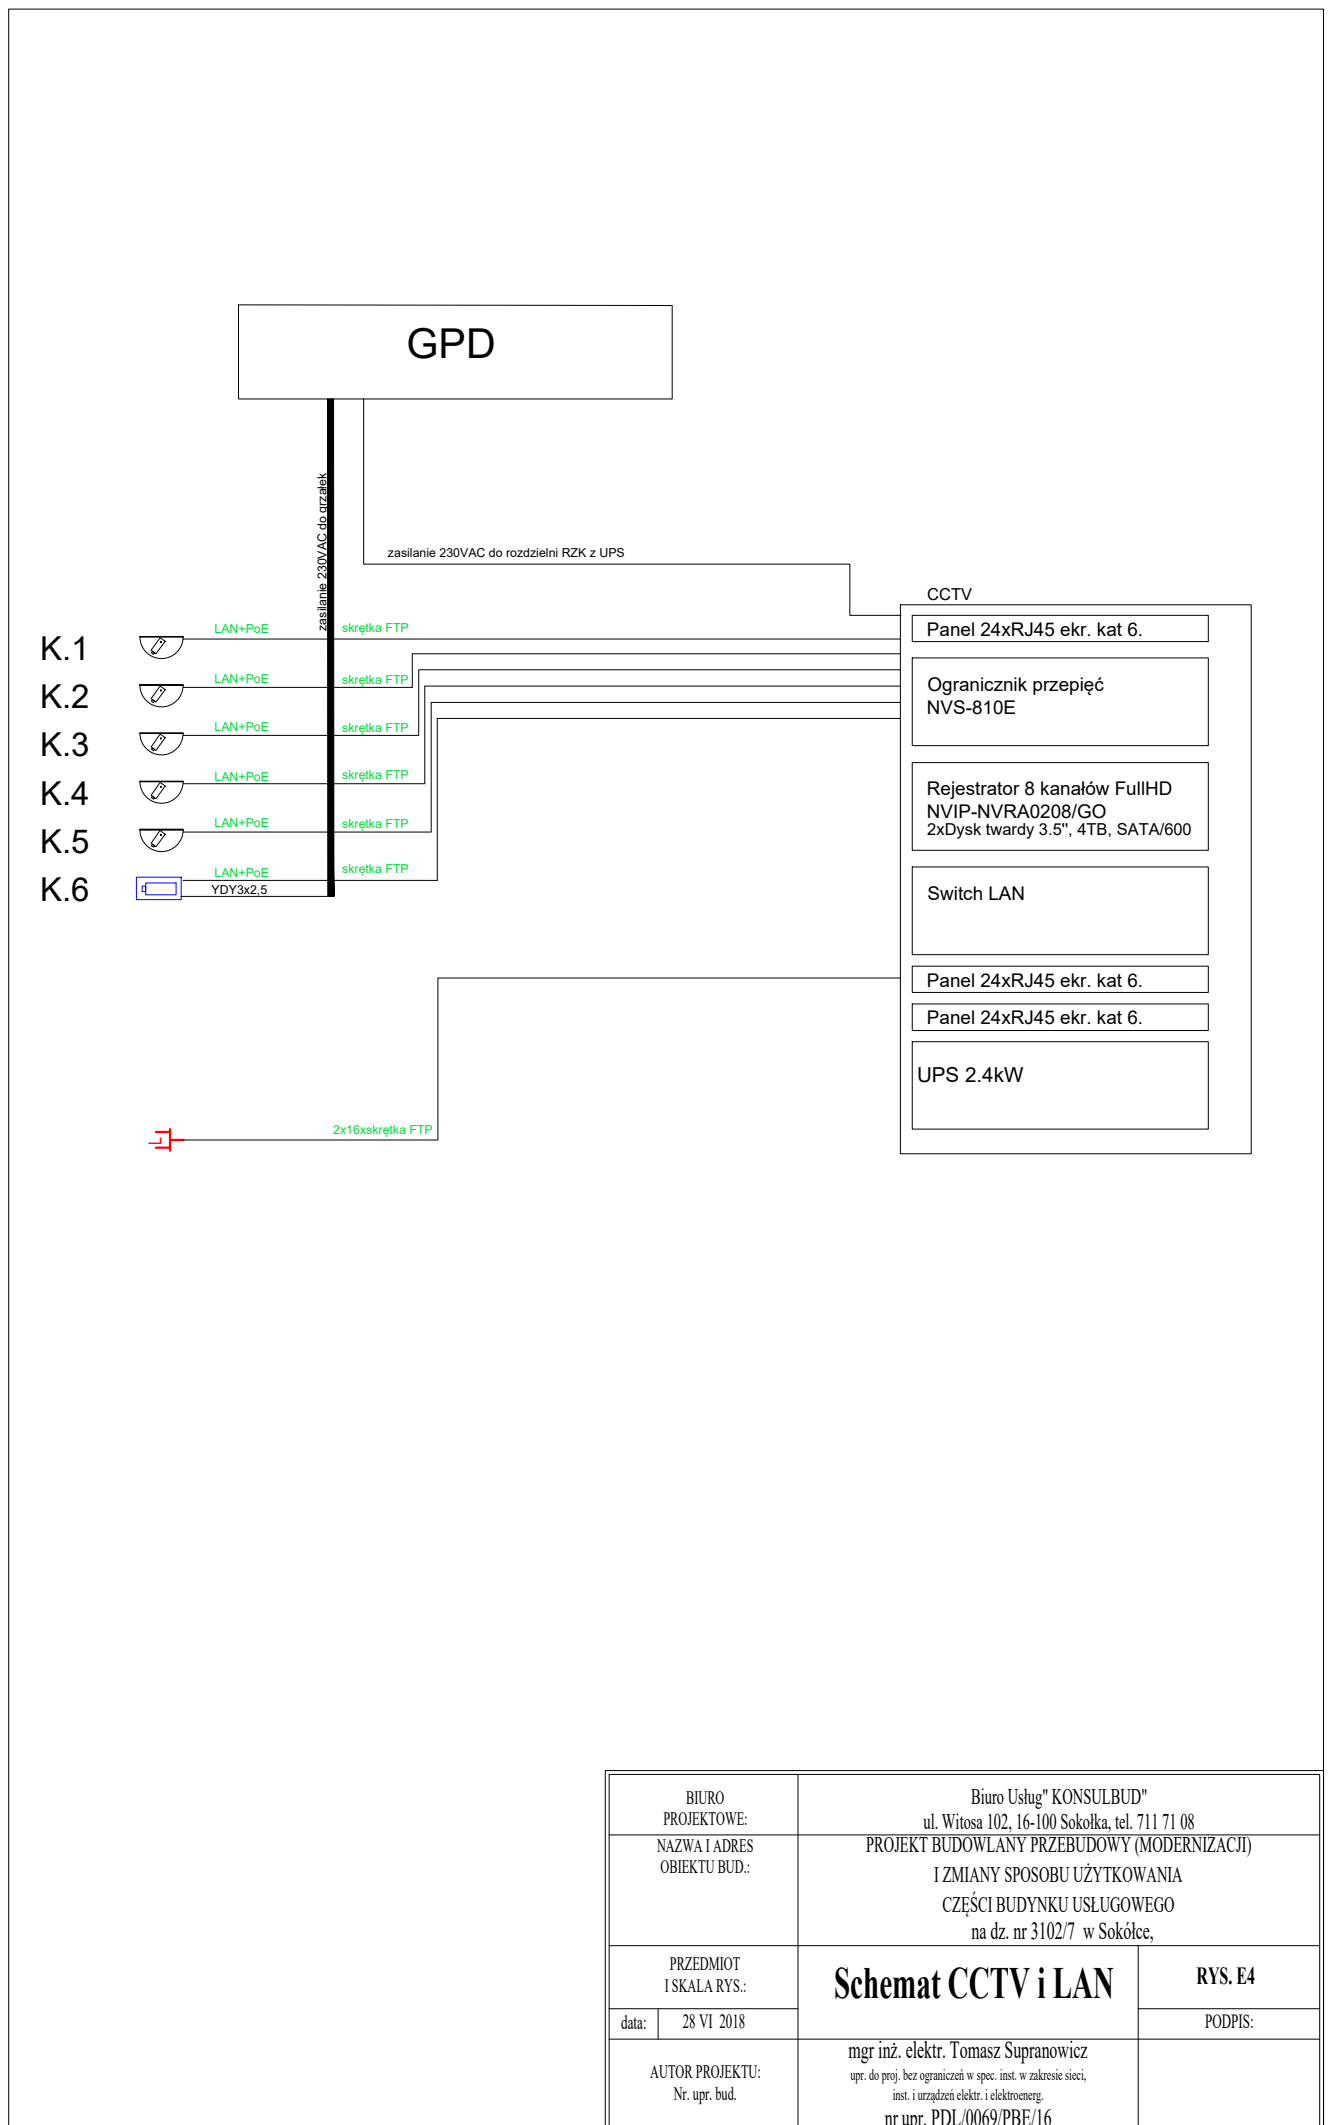 GPD
zasilanie 230VAC do grzałek
zasilanie 230VAC do rozdzielni RZK z UPS
CCTV
K.1
LAN+PoE
skrętka FTP
K.2
LAN+PoE
skrętka FTP
K.3
LAN+PoE
skrętka FTP
K.4
LAN+PoE
skrętka FTP
K.5
LAN+PoE
skrętka FTP
K.6
LAN+PoE
skrętka FTP
YDY3x2,5
Panel 24xRJ45 ekr. kat 6.
Ogranicznik przepięć
NVS-810E
Rejestrator 8 kanałów FullHD
NVIP-NVRA0208/GO
2xDysk twardy 3.5", 4TB, SATA/600
Switch LAN
Panel 24xRJ45 ekr. kat 6.
Panel 24xRJ45 ekr. kat 6.
UPS 2.4kW
2x16xskrętka FTP
BIURO
PROJEKTOWE:
Biuro Usług" KONSULBUD"
ul. Witosa 102, 16-100 Sokołka, tel. 711 71 08
NAZWA I ADRES
OBIEKTU BUD.:
PROJEKT BUDOWLANY PRZEBUDOWY (MODERNIZACJI)
I ZMIANY SPOSOBU UŻYTKOWANIA
CZĘŚCI BUDYNKU USŁUGOWEGO
na dz. nr 3102/7 w Sokółce,
PRZEDMIOT
I SKALA RYS.:
Schemat CCTV i LAN
RYS. E4
data:
28 VI 2018
PODPIS:
AUTOR PROJEKTU:
Nr. upr. bud.
mgr inż. elektr. Tomasz Supranowicz
upr. do proj. bez ograniczeń w spec. inst. w zakresie sieci,
inst. i urządzeń elektr. i elektroenerg.
nr upr. PDL/0069/PBE/16